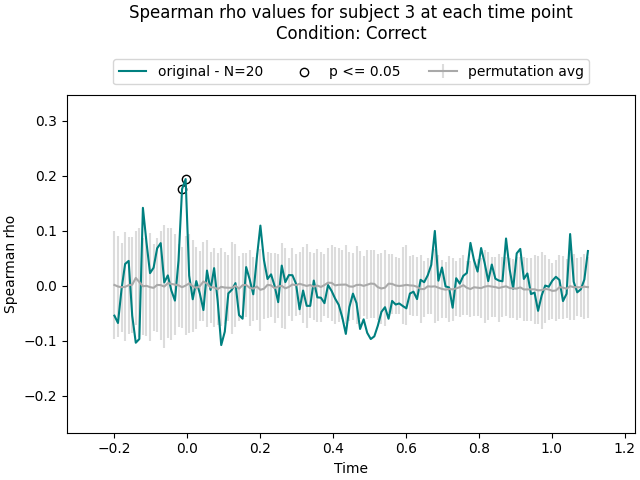 Spearman rho values for subject 3 at each time point
Condition: Correct
original - N=20
p <= 0.05
permutation avg
0.3
0.2
0.1
0.0
−0.1
−0.2
Spearman rho
−0.2
0.0
0.2
0.4
0.6
0.8
1.0
1.2
Time